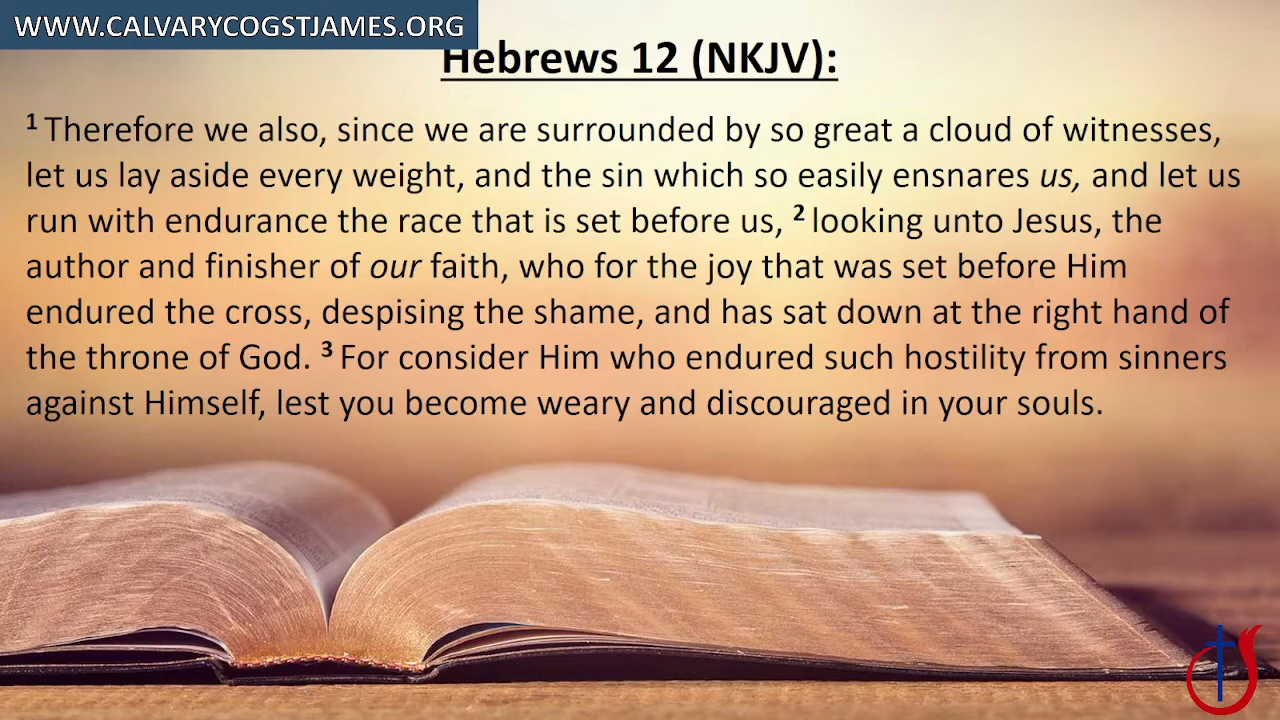 WWW.CALVARYCOGSTJAMES.ORG
Hebrews 12 (NKJV):
1 Therefore we also, since we are surrounded by so great a cloud of witnesses,
let us lay aside every weight, and the sin which so easily ensnares us, and let us
run with endurance the race that is set before us, 2 looking unto Jesus, the
author and finisher of our faith, who for the joy that was set before Him
endured the cross, despising the shame, and has sat down at the right hand of
the throne of God. 3 For consider Him who endured such hostility from sinners
against Himself, lest you become weary and discouraged in your souls.